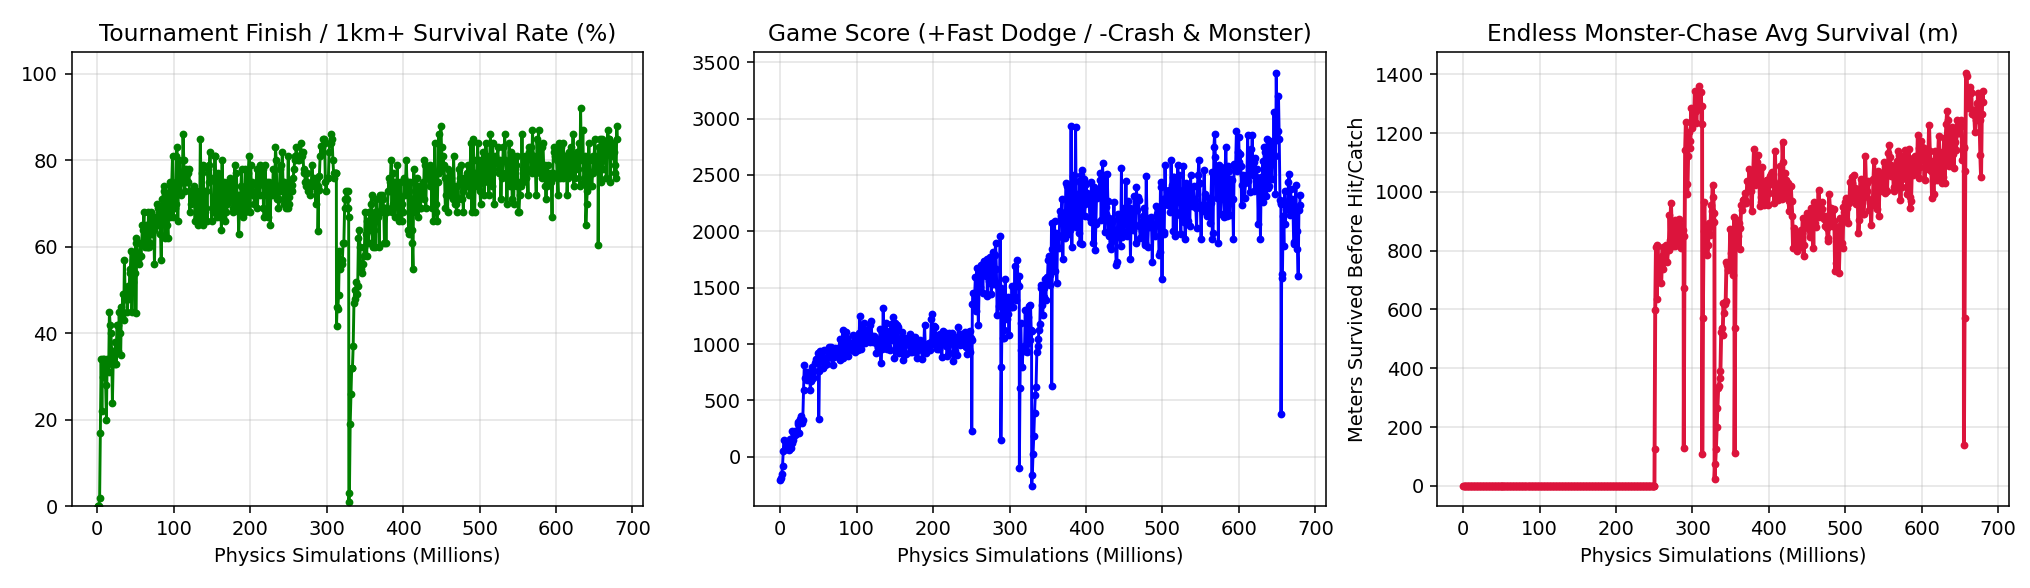 Tournament Finish / 1km+ Survival Rate (%)
100
80
60
40
20
0
0 100 200 300 400 500 600 700
Physics Simulations (Millions)
Game Score (+Fast Dodge / -Crash & Monster)
3500
3000
2500
2000
1500
1000
500
0
0 100 200 300 400 500 600 700
Physics Simulations (Millions)
Endless Monster-Chase Avg Survival (m)
Meters Survived Before Hit/Catch
1400
1200
1000
800
600
400
200
0
0 100 200 300 400 500 600 700
Physics Simulations (Millions)